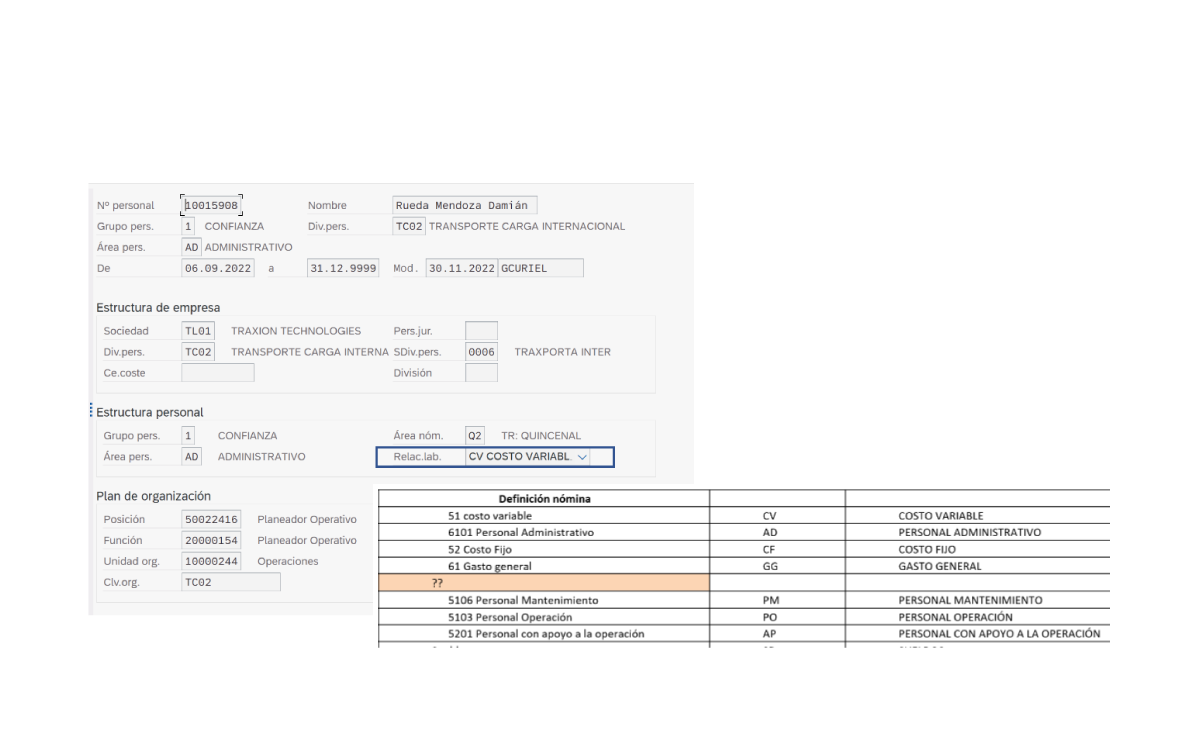 Nº personal 10015908 Nombre Rueda Mendoza Damián
Grupo pers. 1 CONFIANZA Div.pers. TC02 TRANSPORTE CARGA INTERNACIONAL
Área pers. AD ADMINISTRATIVO
De 06.09.2022 a 31.12.9999 Mod. 30.11.2022 GCURIEL
Estructura de empresa
Sociedad TL01 TRAXION TECHNOLOGIES Pers.jur.
Div.pers. TC02 TRANSPORTE CARGA INTERNA SDiv.pers. 0006 TRAXPORTA INTER
Ce.coste División
Estructura personal
Grupo pers. 1 CONFIANZA Área nóm. Q2 TR: QUINCENAL
Área pers. AD ADMINISTRATIVO Relac.lab. CV COSTO VARIABL.
Plan de organización
Posición 50022416 Planeador Operativo
Función 20000154 Planeador Operativo
Unidad org. 10000244 Operaciones
Clv.org. TC02
Definición nómina
51 costo variable CV COSTO VARIABLE
6101 Personal Administrativo AD PERSONAL ADMINISTRATIVO
52 Costo Fijo CF COSTO FIJO
61 Gasto general GG GASTO GENERAL
??
5106 Personal Mantenimiento PM PERSONAL MANTENIMIENTO
5103 Personal Operación PO PERSONAL OPERACIÓN
5201 Personal con apoyo a la operación AP PERSONAL CON APOYO A LA OPERACIÓN